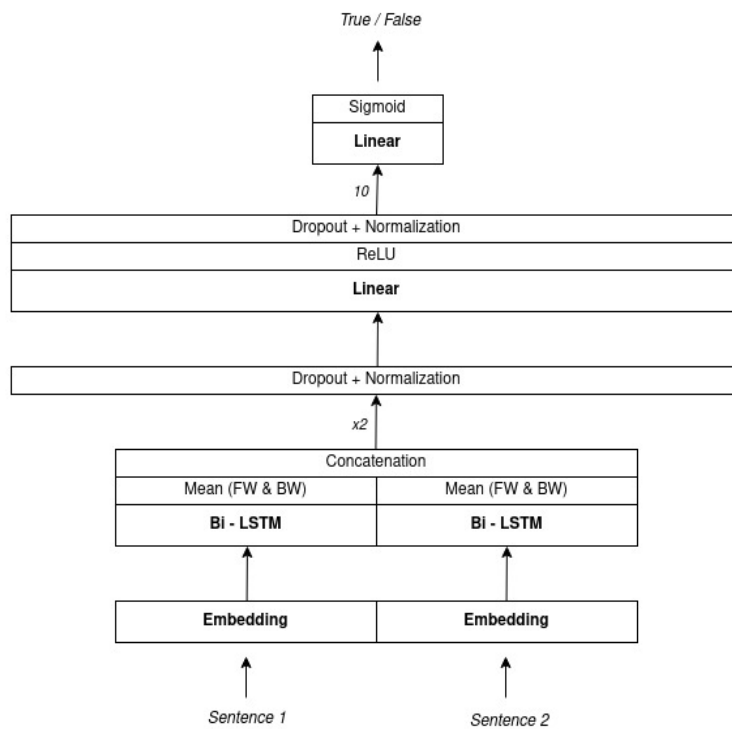 True / False
Sigmoid
Linear
10
Dropout + Normalization
ReLU
Linear
Dropout + Normalization
x2
Concatenation
Mean (FW & BW) Mean (FW & BW)
Bi - LSTM Bi - LSTM
Embedding Embedding
Sentence 1 Sentence 2